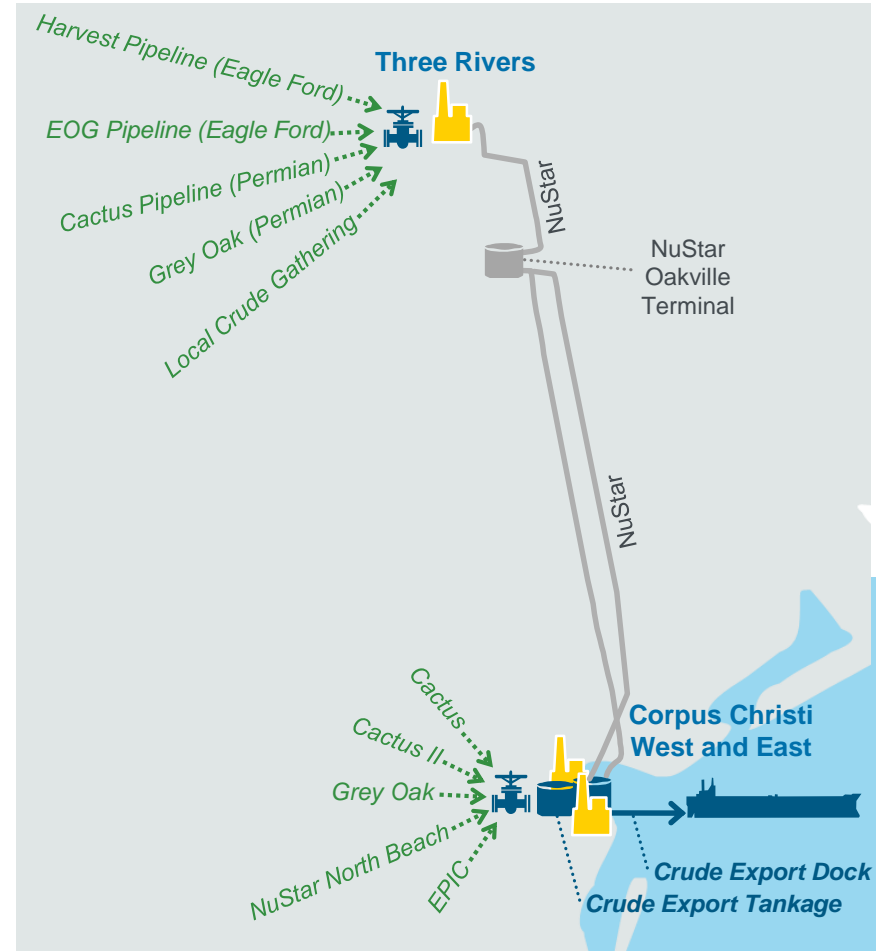 Harvest Pipeline (Eagle Ford)
Three Rivers
EOG Pipeline (Eagle Ford)
Cactus Pipeline (Permian)
Grey Oak (Permian)
Local Crude Gathering
NuStar
NuStar
Oakville
Terminal
NuStar
Cactus
Cactus II
Grey Oak
NuStar North Beach
EPIC
Corpus Christi
West and East
Crude Export Dock
Crude Export Tankage